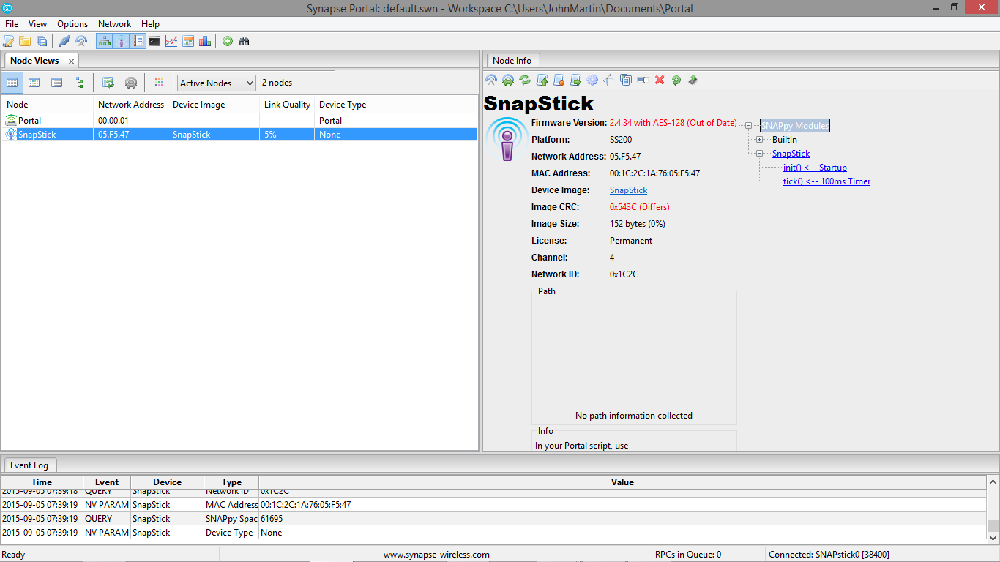 Synapse Portal: default.swn - Workspace C:\Users\JohnMartin\Documents\Portal
File View Options Network Help
Node Views
Active Nodes 2 nodes
Node Network Address Device Image Link Quality Device Type
Portal 00.00.01 Portal
SnapStick 05.F5.47 SnapStick 5% None
Node Info
SnapStick
Firmware Version: 2.4.34 with AES-128 (Out of Date)
Platform: SS200
Network Address: 05.F5.47
MAC Address: 00:1C:2C:1A:76:05:F5:47
Device Image: SnapStick
Image CRC: 0x543C (Differs)
Image Size: 152 bytes (0%)
License: Permanent
Channel: 4
Network ID: 0x1C2C
SNAPpy Modules
BuiltIn
SnapStick
init() <-- Startup
tick() <-- 100ms Timer
Path
No path information collected
Info
In your Portal script, use
Event Log
Time Event Device Type Value
2015-09-05 07:39:18 QUERY SnapStick Network ID 0x1C2C
2015-09-05 07:39:19 NV PARAM SnapStick MAC Address 00:1C:2C:1A:76:05:F5:47
2015-09-05 07:39:19 QUERY SnapStick SNAPpy Spac 61695
2015-09-05 07:39:19 NV PARAM SnapStick Device Type None
Ready www.synapse-wireless.com RPCs in Queue: 0 Connected: SNAPstick0 [38400]